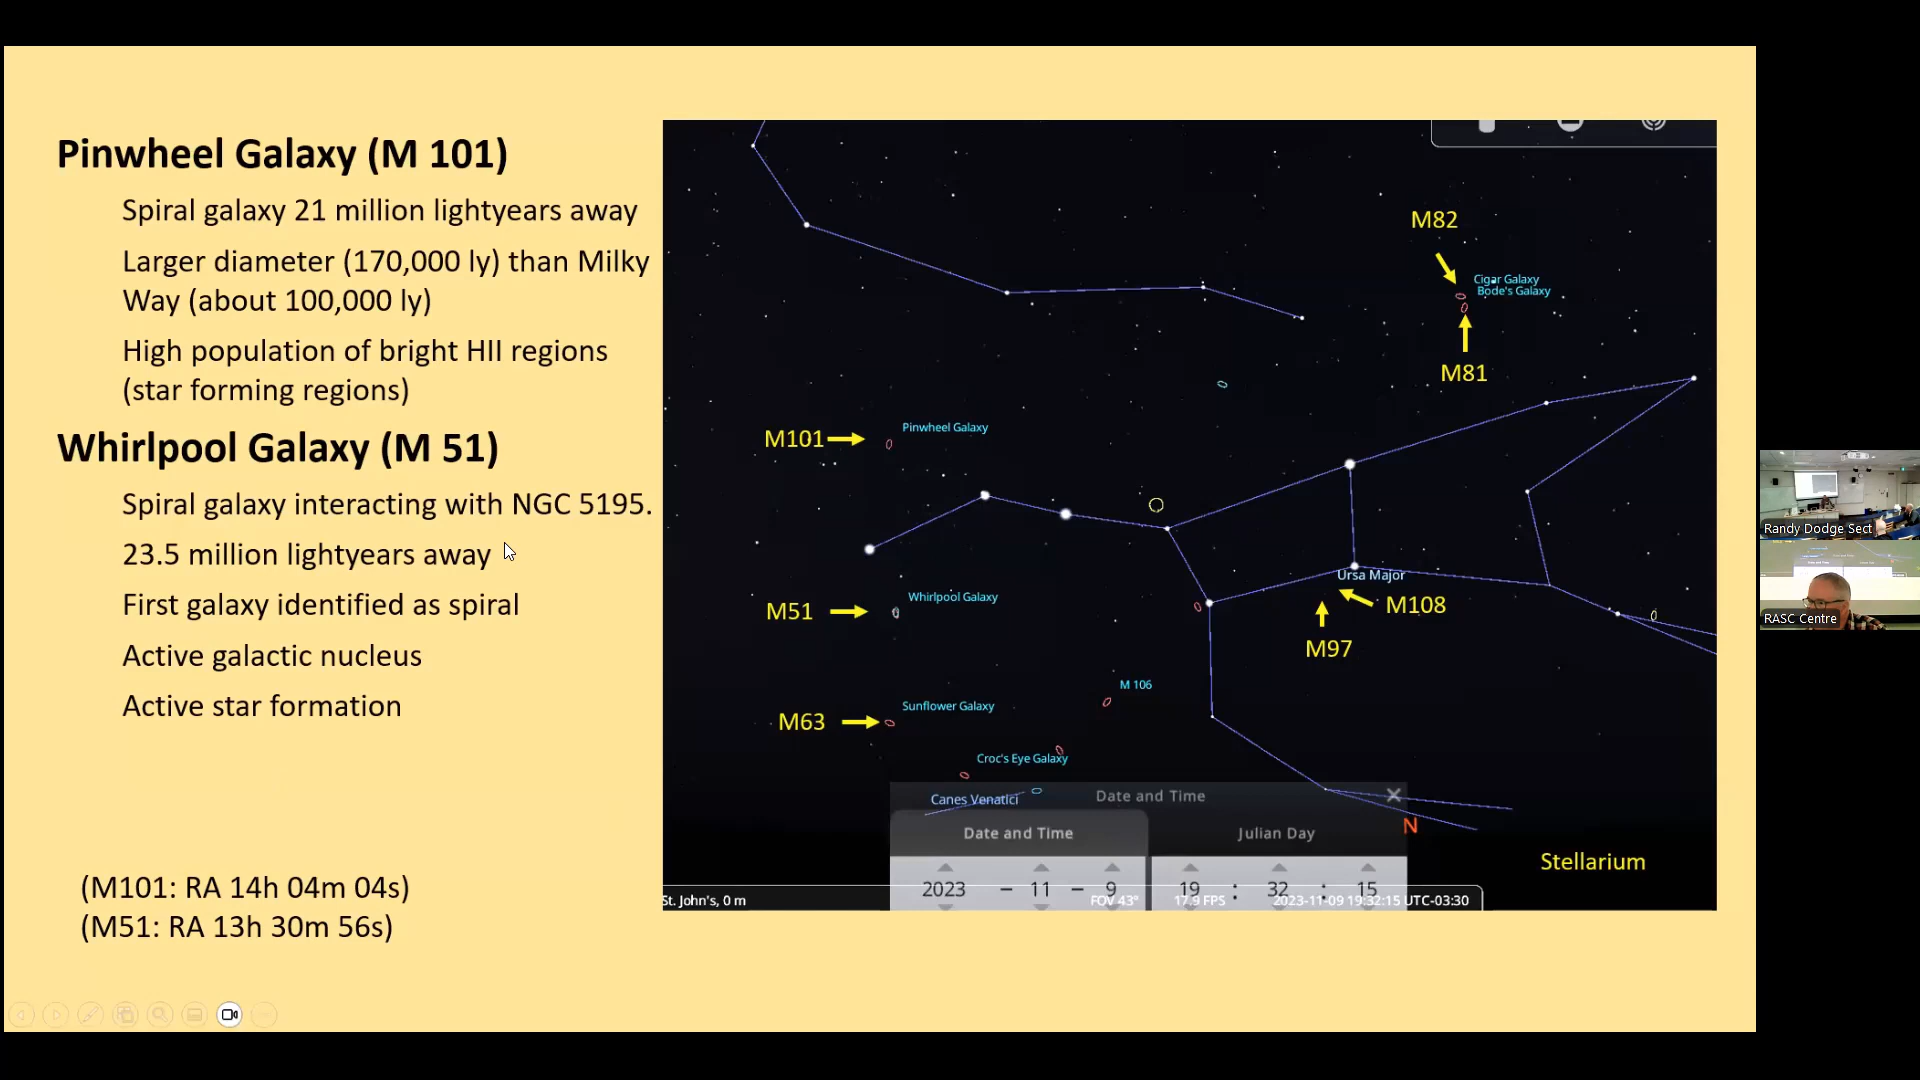 Pinwheel Galaxy (M 101)
Spiral galaxy 21 million lightyears away
Larger diameter (170,000 ly) than Milky
Way (about 100,000 ly)
High population of bright HII regions
(star forming regions)
Whirlpool Galaxy (M 51)
Spiral galaxy interacting with NGC 5195.
23.5 million lightyears away
First galaxy identified as spiral
Active galactic nucleus
Active star formation
(M101: RA 14h 04m 04s)
(M51: RA 13h 30m 56s)
M82
Cigar Galaxy
Bode's Galaxy
M81
M101
Pinwheel Galaxy
Ursa Major
M108
M51
Whirlpool Galaxy
M97
M 106
M63
Sunflower Galaxy
Croc's Eye Galaxy
Canes Venatici
Date and Time
N
Date and Time
Julian Day
Stellarium
2023 - 11 - 9
19 : 32 : 15
St. John's, 0 m
FOV 43°
17.9 FPS
2023-11-09 19:32:15 UTC-03:30
Randy Dodge Sect
RASC Centre